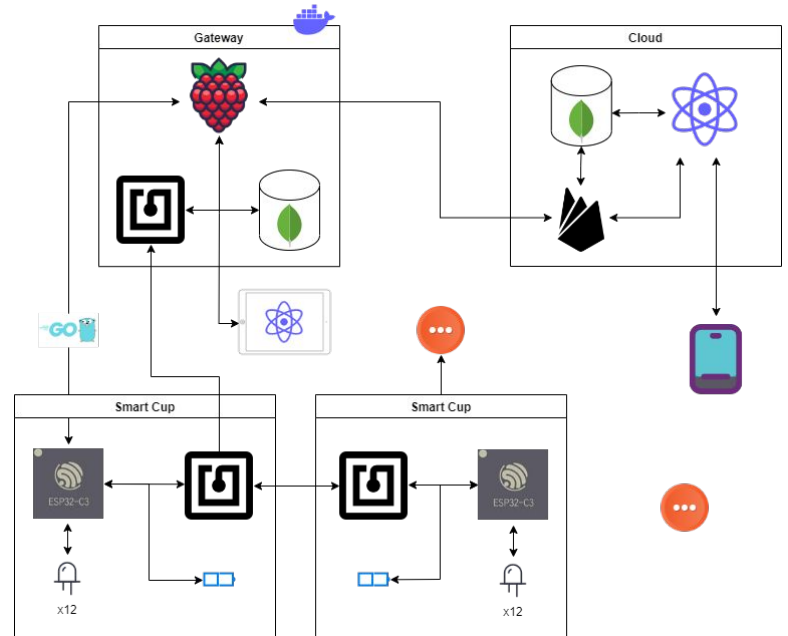 Gateway
Cloud
GO
Smart Cup
Smart Cup
ESP32-C3
ESP32-C3
x12
x12